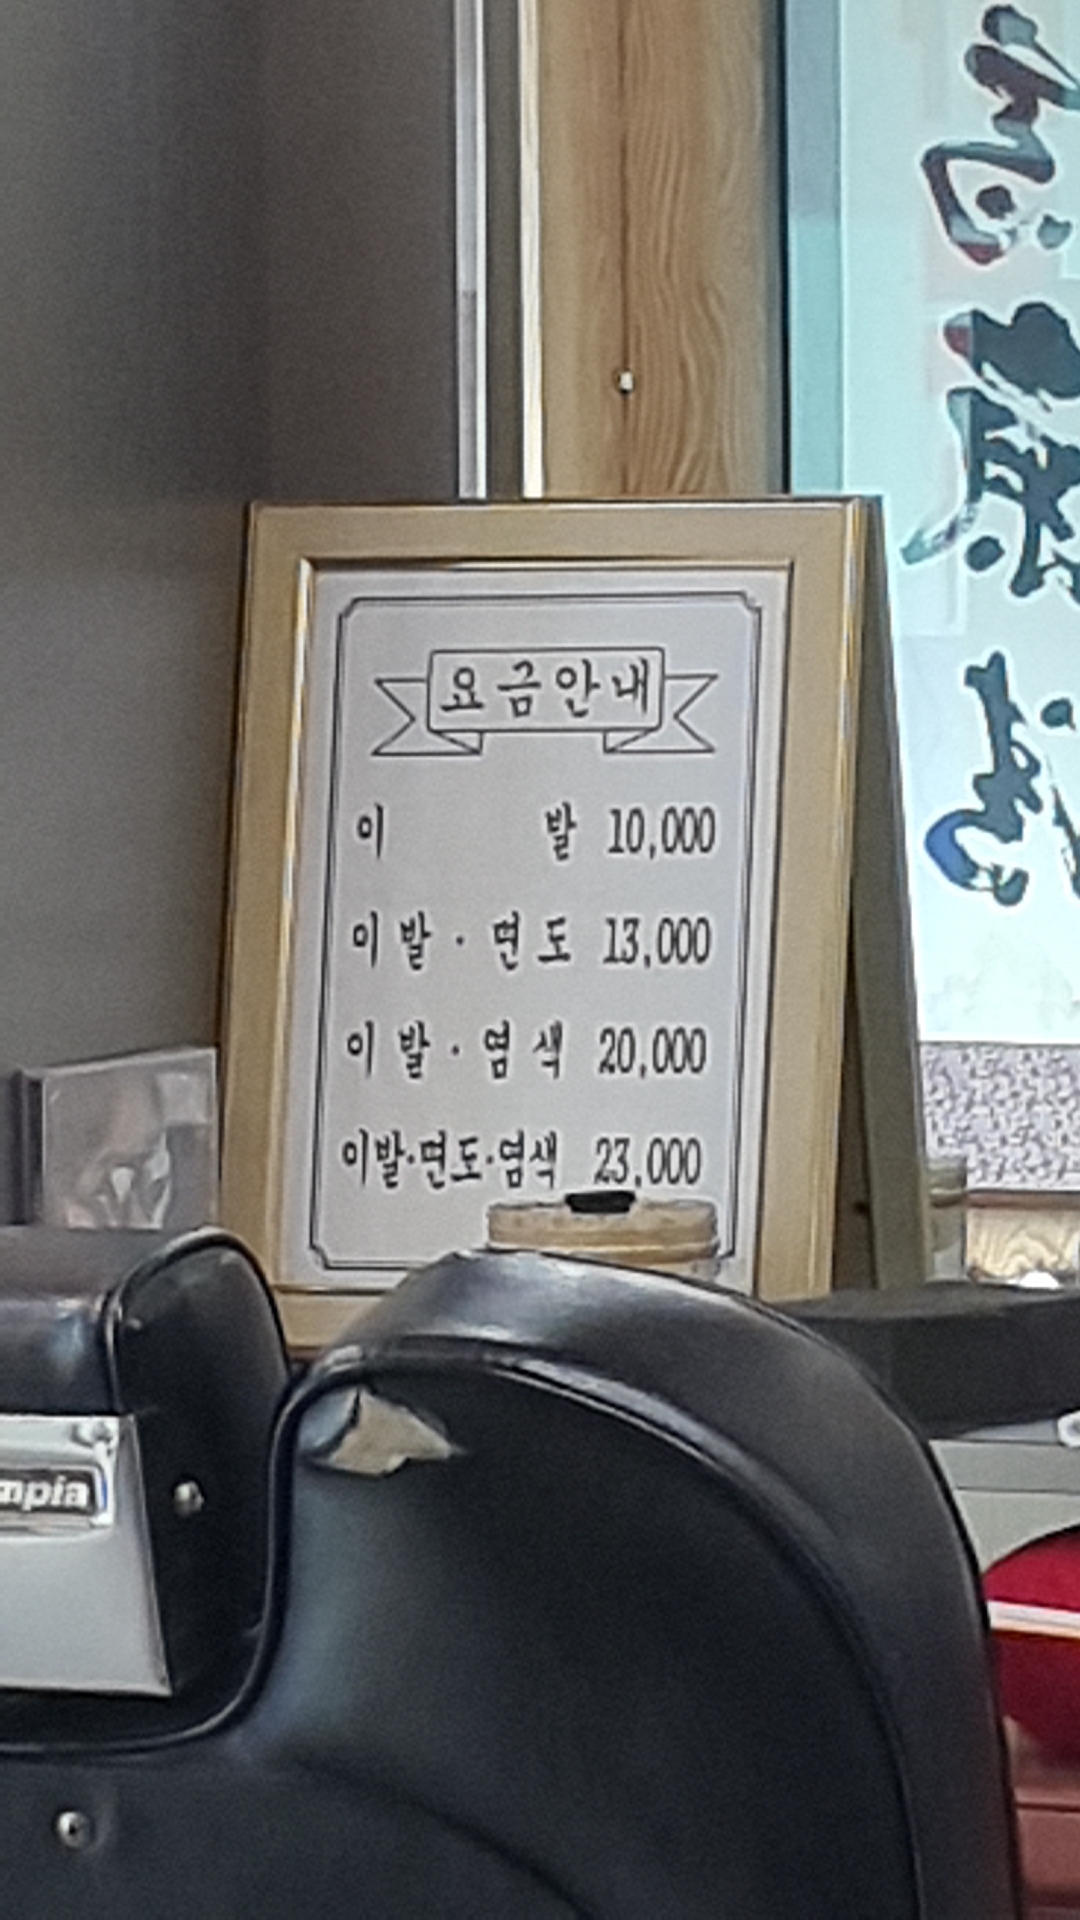 요금안내
이 발 10,000
이 발 · 면 도 13,000
이 발 · 염 색 20,000
이발·면도·염색 23,000
mpia